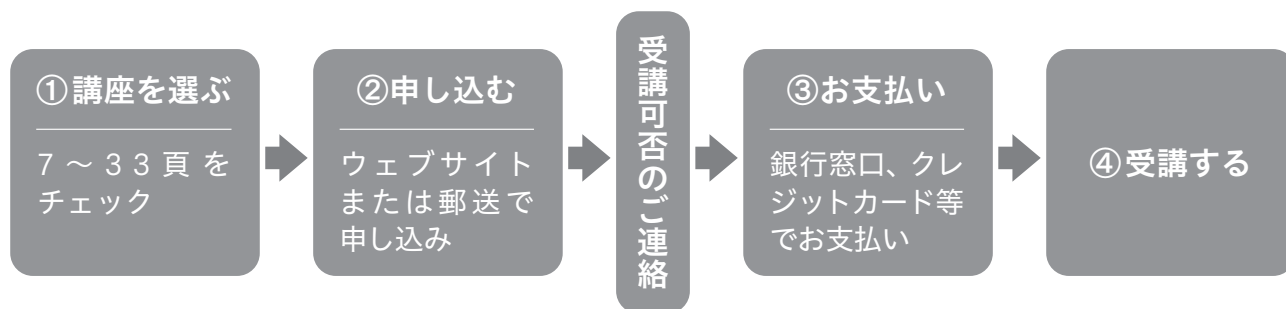 ①講座を選ぶ
7〜33頁を
チェック
②申し込む
ウェブサイト
または郵送で
申し込み
受講可否のご連絡
③お支払い
銀行窓口、クレ
ジットカード等
でお支払い
④受講する